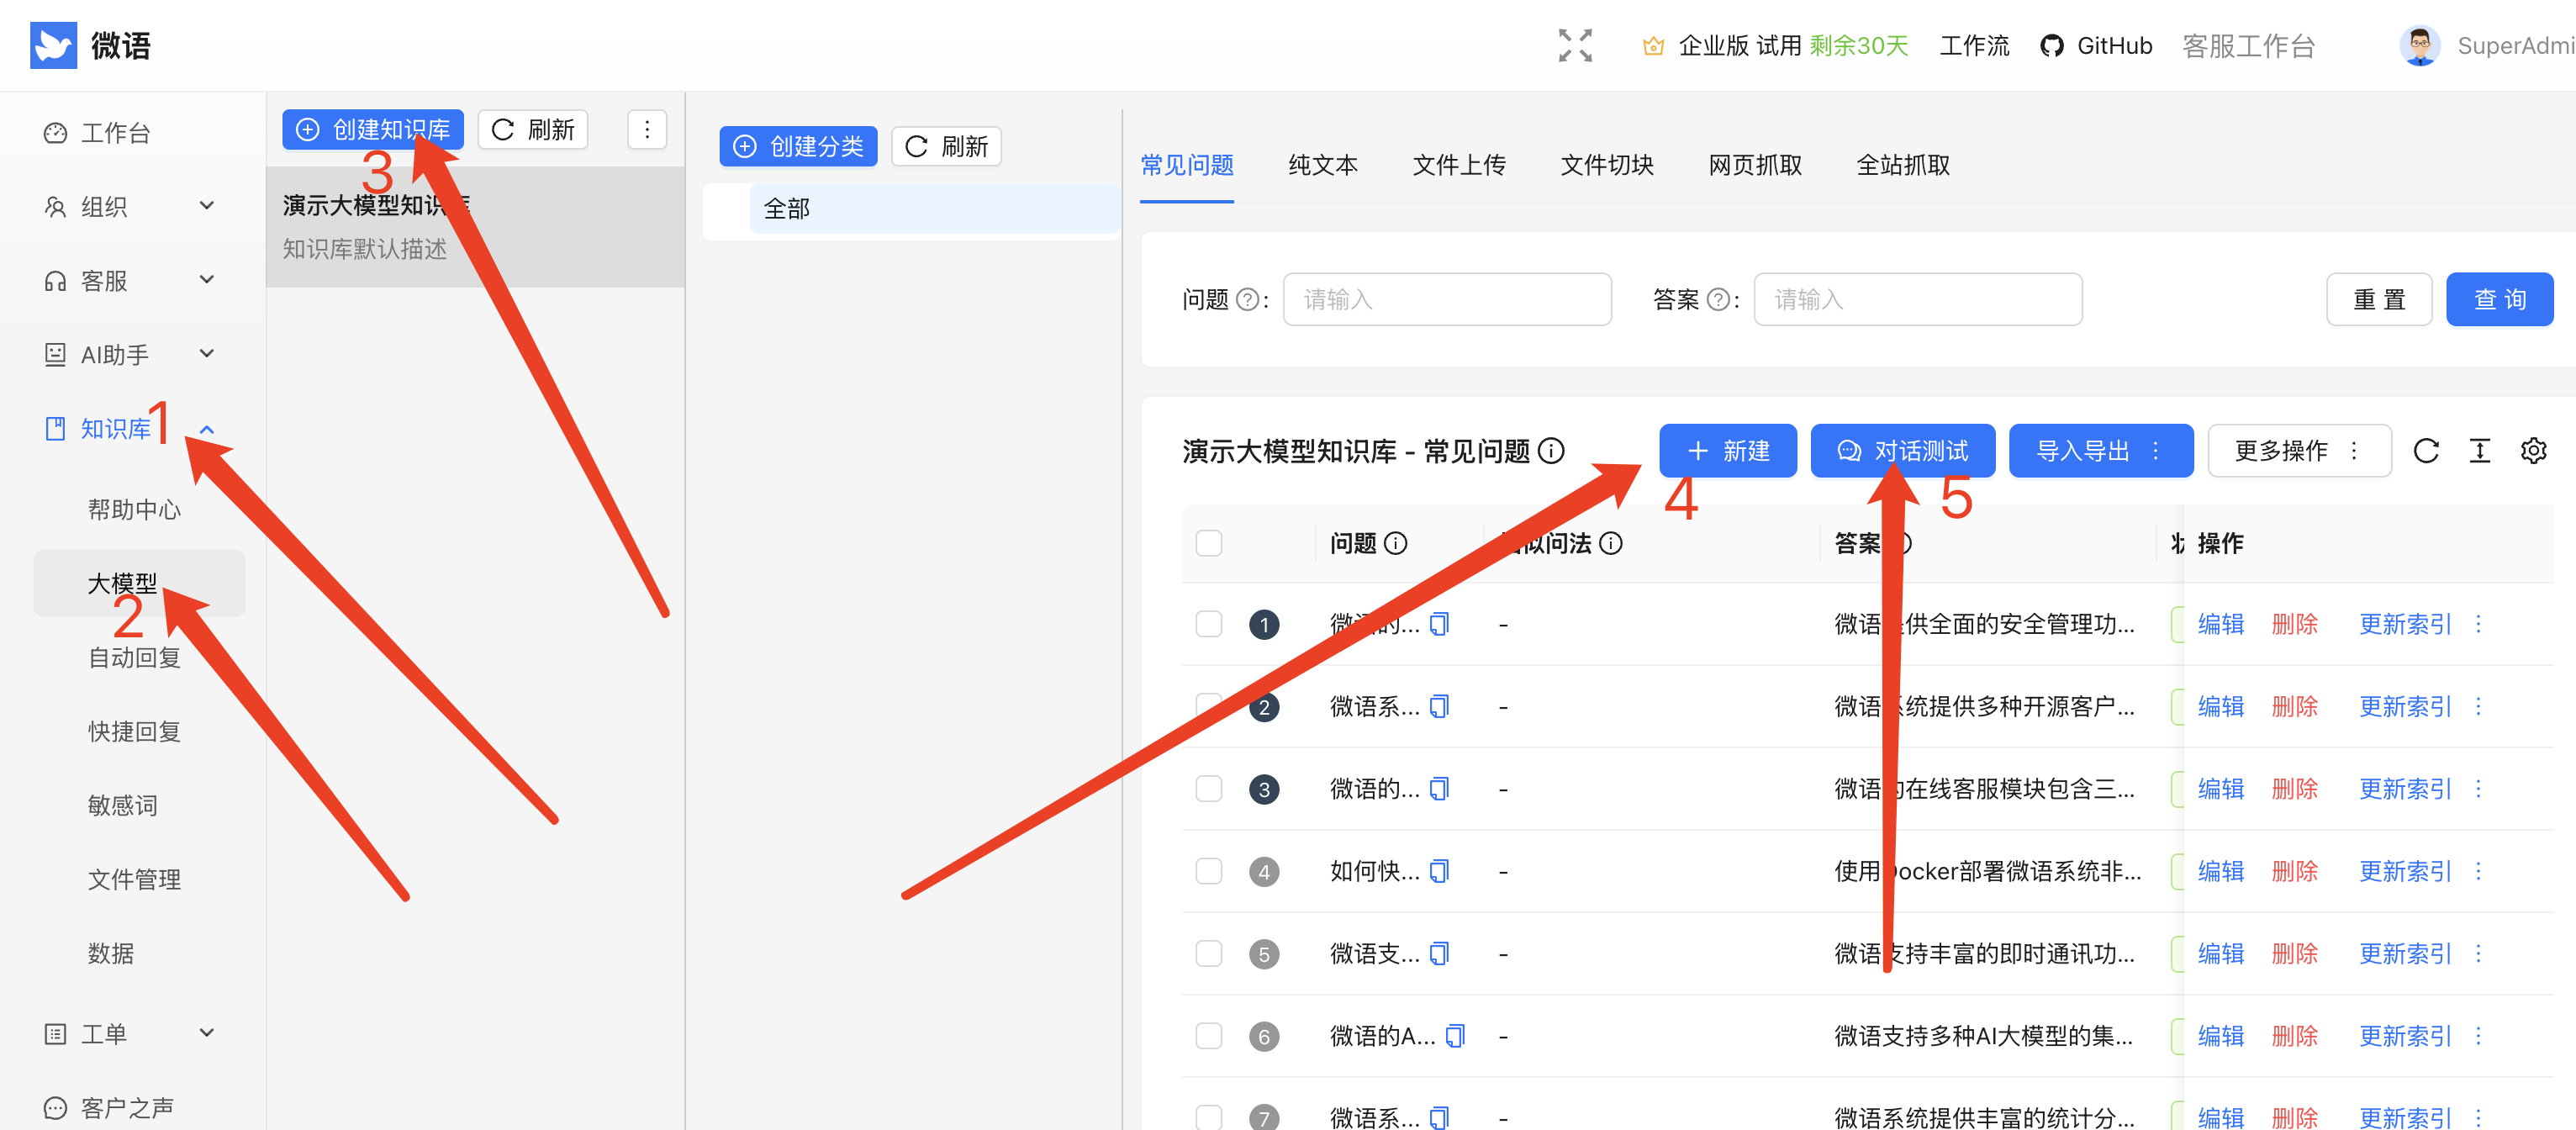 微语
企业版 试用 剩余30天 工作流 GitHub 客服工作台 SuperAdmi
工作台
组织
客服
AI助手
知识库 1
帮助中心
大模型
2
自动回复
快捷回复
敏感词
文件管理
数据
工单
客户之声
创建知识库 刷新
3
演示大模型知识库
知识库默认描述
创建分类 刷新
全部
常见问题 纯文本 文件上传 文件切块 网页抓取 全站抓取
问题 ? : 请输入 答案 ? : 请输入 重 置 查 询
演示大模型知识库 - 常见问题 新建 对话测试 导入导出 更多操作
4 5
问题 似问法 答案 操作
1 微语的... - 微语提供全面的安全管理功... 编辑 删除 更新索引
2 微语系... - 微语系统提供多种开源客户... 编辑 删除 更新索引
3 微语的... - 微语的在线客服模块包含三... 编辑 删除 更新索引
4 如何快... - 使用Docker部署微语系统非... 编辑 删除 更新索引
5 微语支... - 微语支持丰富的即时通讯功... 编辑 删除 更新索引
6 微语的A... - 微语支持多种AI大模型的集... 编辑 删除 更新索引
7 微语系... - 微语系统提供丰富的统计分... 编辑 删除 更新索引